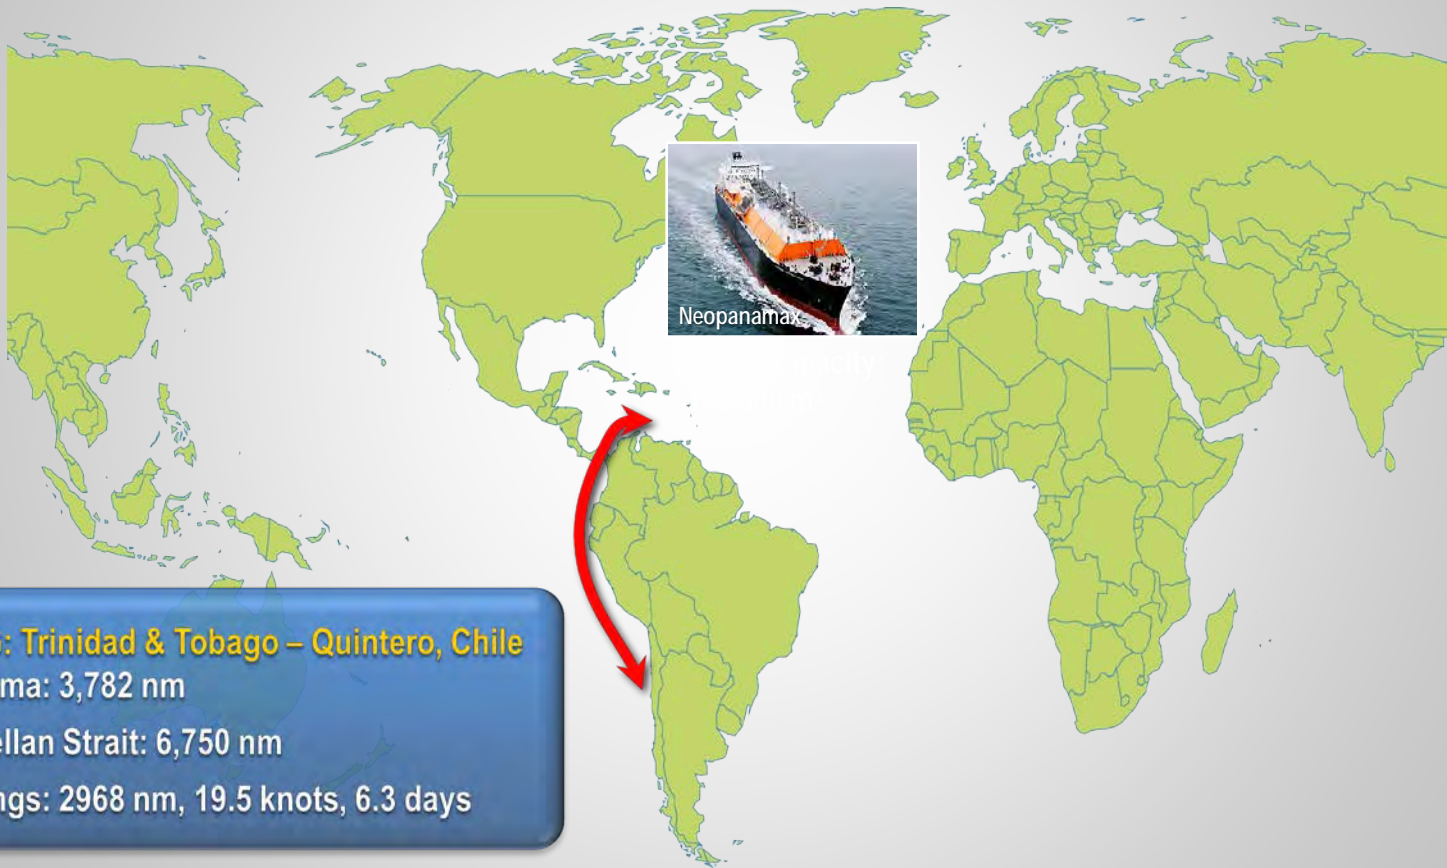 Neopanamax
: Trinidad & Tobago – Quintero, Chile
ma: 3,782 nm
ellan Strait: 6,750 nm
ngs: 2968 nm, 19.5 knots, 6.3 days